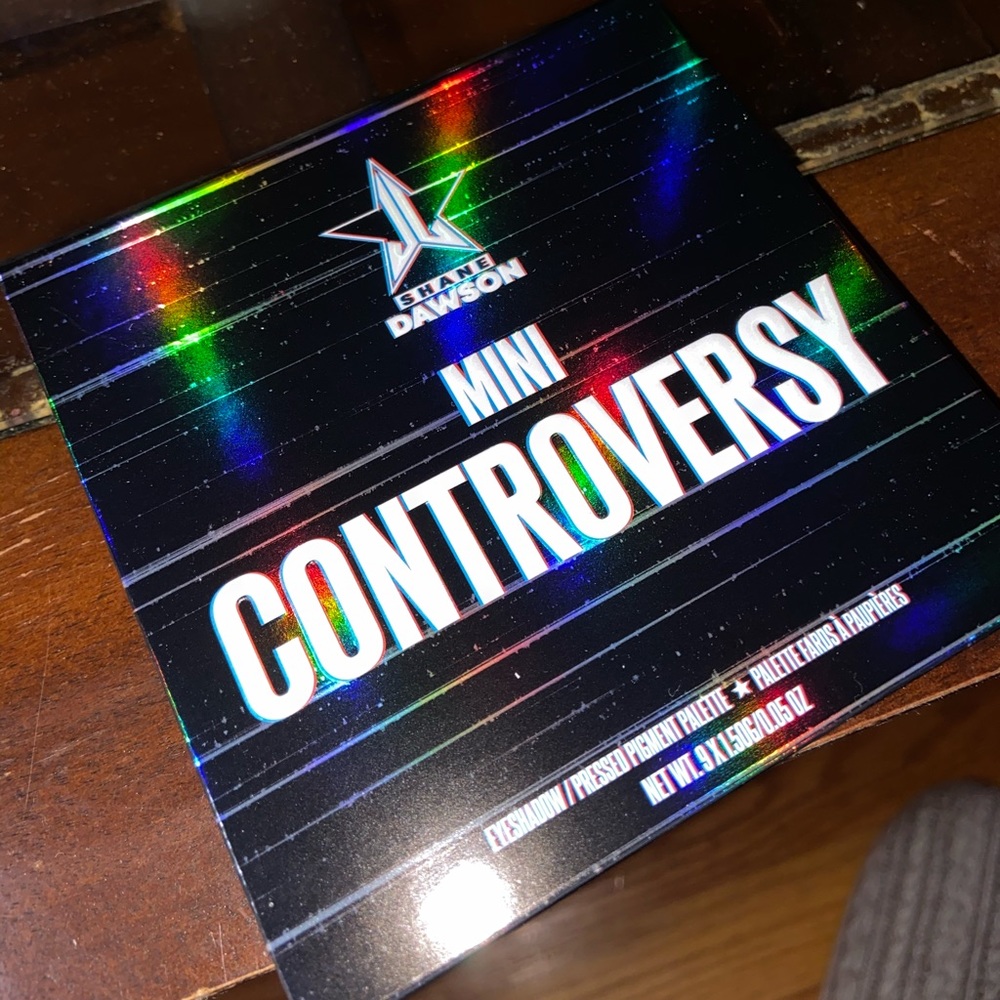 SHANE
DAWSON
MINI
CONTROVERSY
EYESHADOW / PRESSED PIGMENT PALETTE ★ PALETTE FARDS À PAUPIÈRES
NET WT. 9 X 1.50G/0.05 OZ